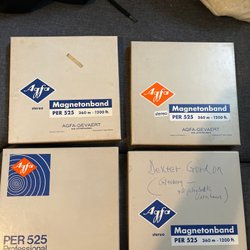 Agfa
stereo
Magnetonband
PER 525
360 m · 1200 ft.
AGFA-GEVAERT
Agfa
stereo
Magnetonband
PER 525
360 m · 1200 ft.
AGFA-GEVAERT
Agfa
PER 525
Professional
Dexter Gordon
Agfa
stereo
Magnetonband
PER 525
360 m · 1200 ft.